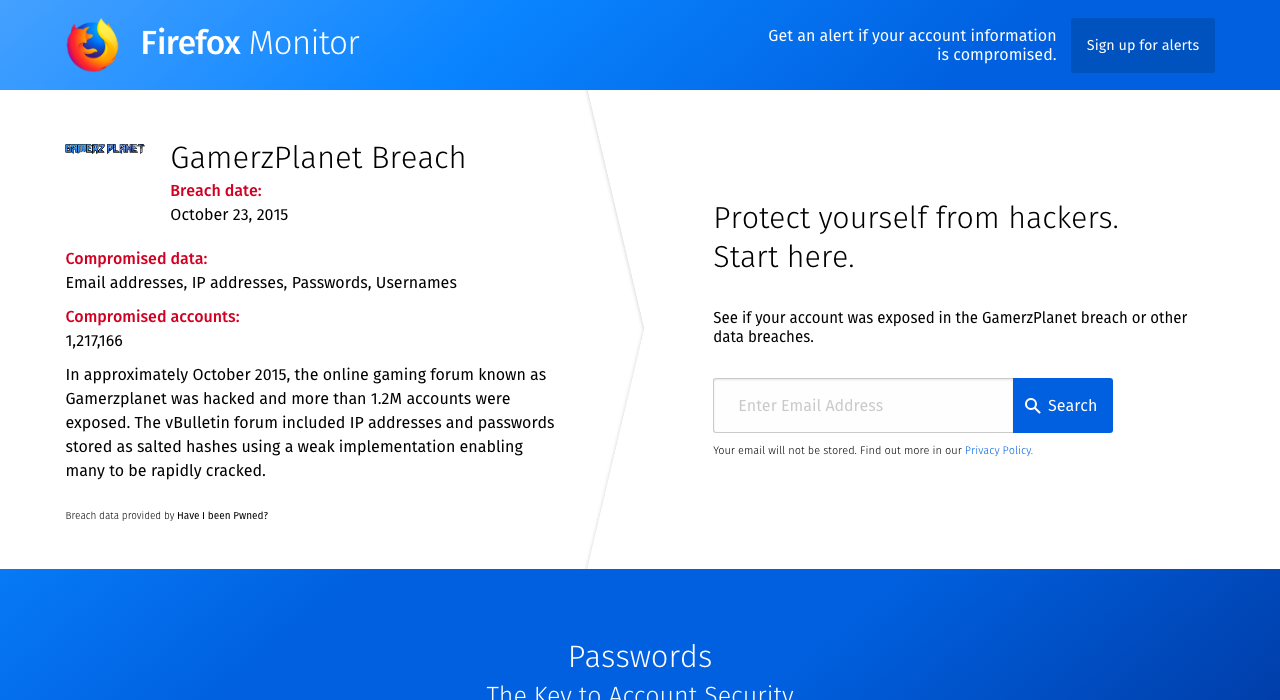 Firefox Monitor
Get an alert if your account information
is compromised.
Sign up for alerts
GAMERZ PLANET
GamerzPlanet Breach
Breach date:
October 23, 2015
Compromised data:
Email addresses, IP addresses, Passwords, Usernames
Compromised accounts:
1,217,166
In approximately October 2015, the online gaming forum known as
Gamerzplanet was hacked and more than 1.2M accounts were
exposed. The vBulletin forum included IP addresses and passwords
stored as salted hashes using a weak implementation enabling
many to be rapidly cracked.
Breach data provided by Have I been Pwned?
Protect yourself from hackers.
Start here.
See if your account was exposed in the GamerzPlanet breach or other
data breaches.
Enter Email Address
Search
Your email will not be stored. Find out more in our Privacy Policy.
Passwords
The Key to Account Security